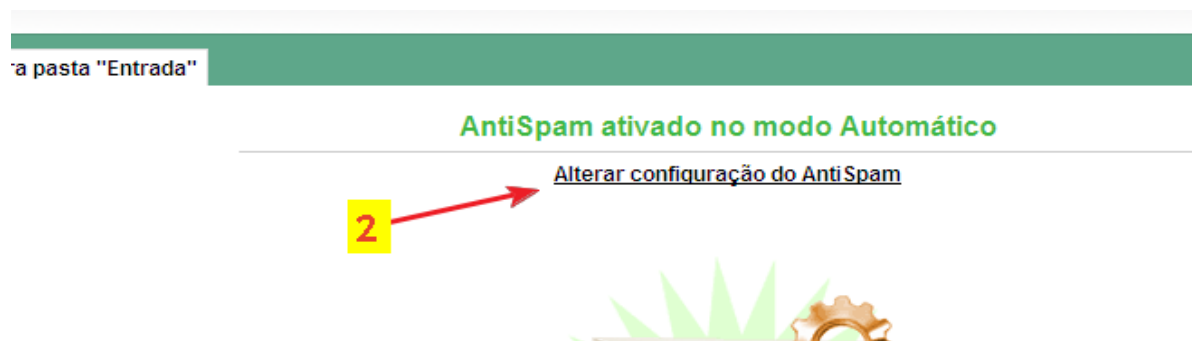 ra pasta "Entrada"
AntiSpam ativado no modo Automático
Alterar configuração do AntiSpam
2